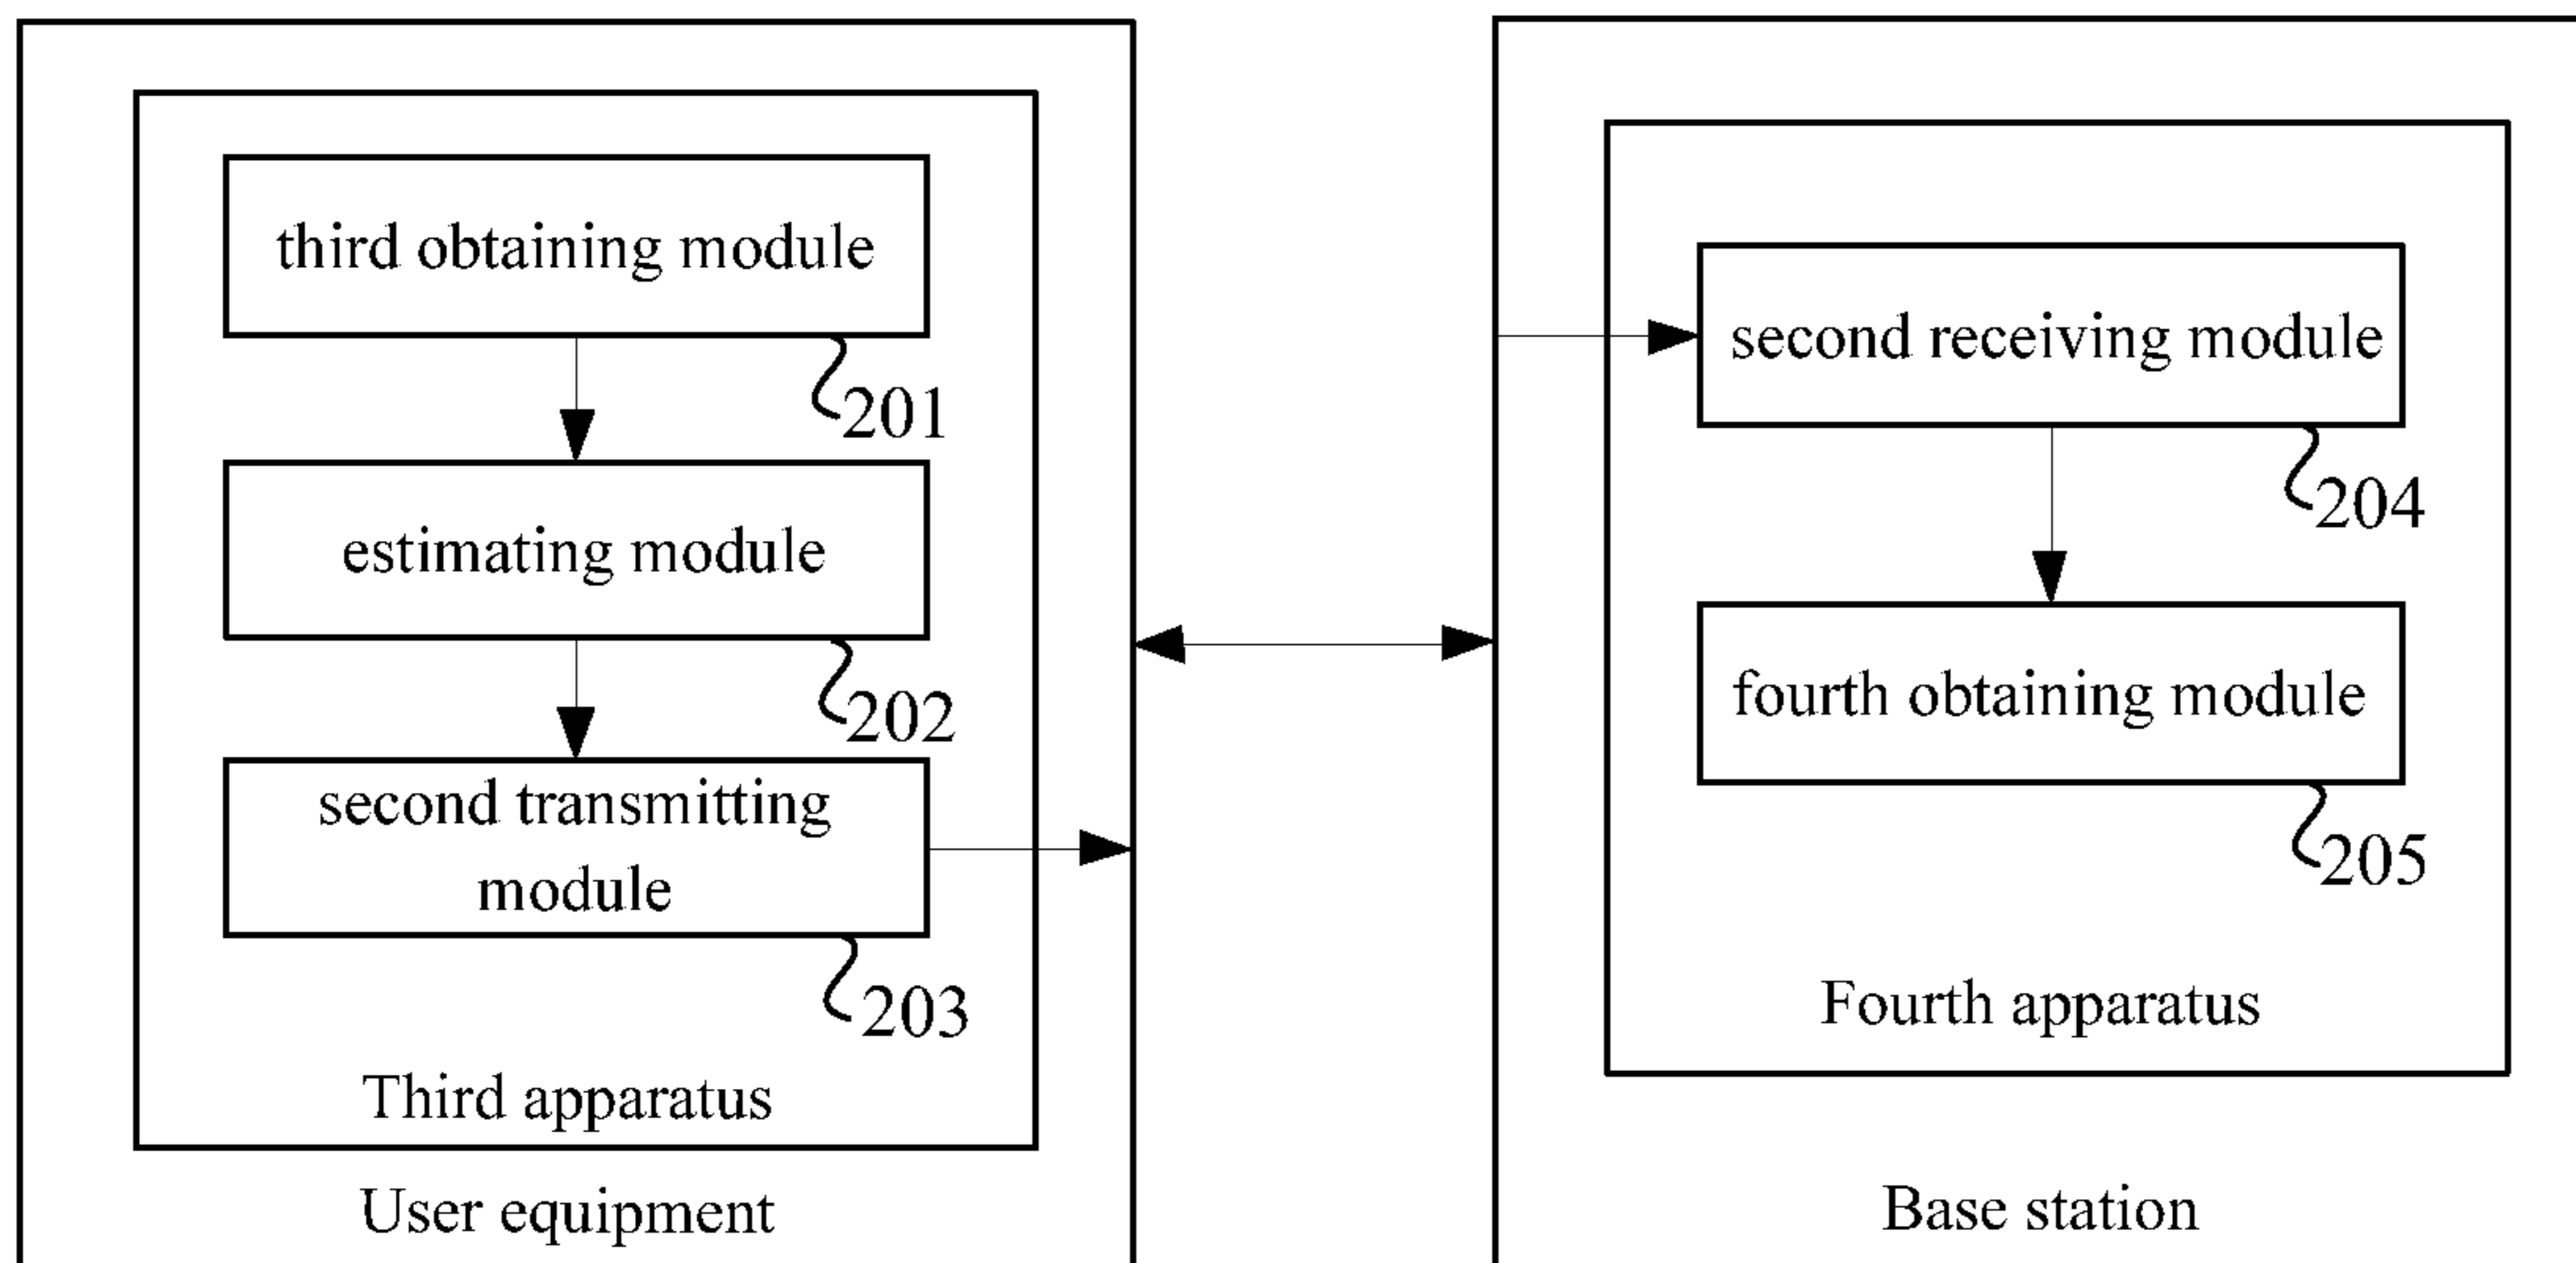 third obtaining module
201
estimating module
202
second transmitting
module
203
Third apparatus
User equipment
second receiving module
204
fourth obtaining module
205
Fourth apparatus
Base station